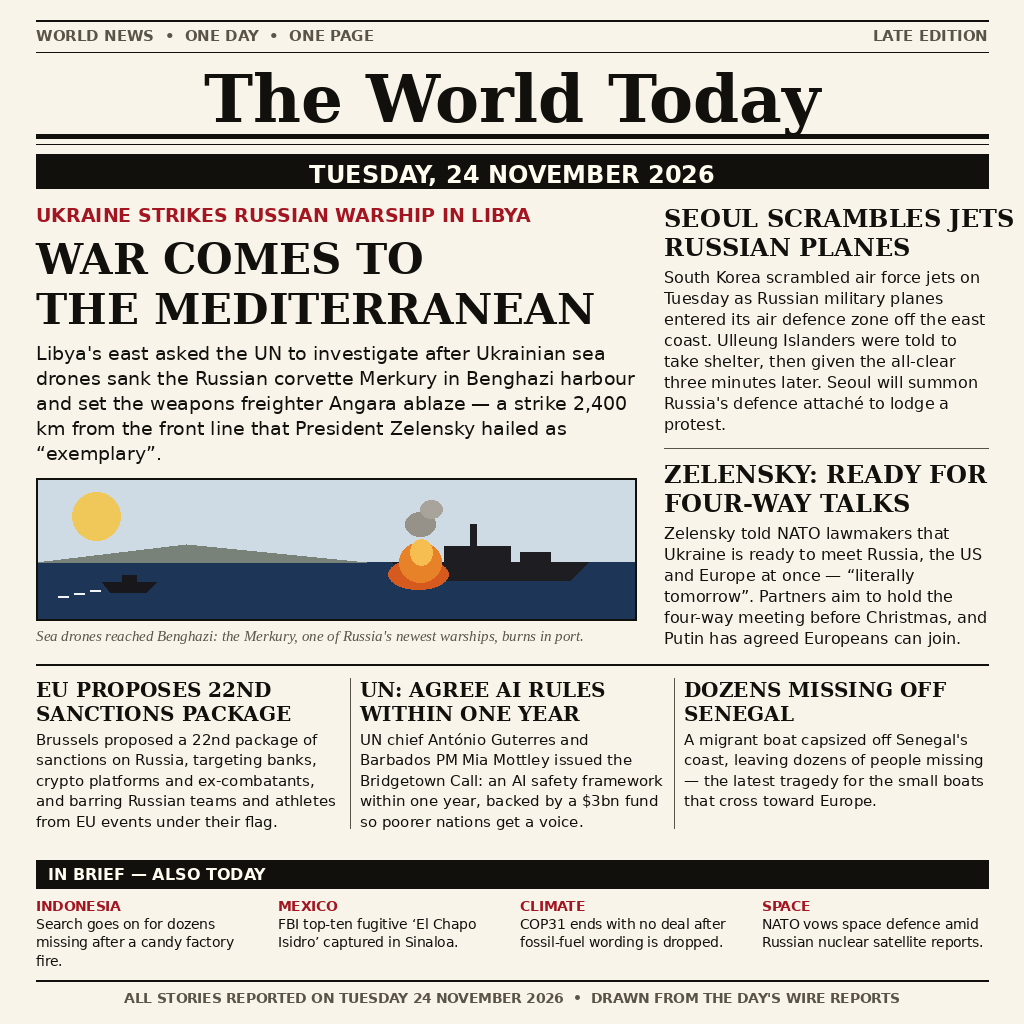 WORLD NEWS • ONE DAY • ONE PAGE
LATE EDITION
The World Today
TUESDAY, 24 NOVEMBER 2026
UKRAINE STRIKES RUSSIAN WARSHIP IN LIBYA
WAR COMES TO
THE MEDITERRANEAN
Libya's east asked the UN to investigate after Ukrainian sea
drones sank the Russian corvette Merkury in Benghazi harbour
and set the weapons freighter Angara ablaze — a strike 2,400
km from the front line that President Zelensky hailed as
“exemplary”.
Sea drones reached Benghazi: the Merkury, one of Russia's newest warships, burns in port.
SEOUL SCRAMBLES JETS
RUSSIAN PLANES
South Korea scrambled air force jets on
Tuesday as Russian military planes
entered its air defence zone off the east
coast. Ulleung Islanders were told to
take shelter, then given the all-clear
three minutes later. Seoul will summon
Russia's defence attaché to lodge a
protest.
ZELENSKY: READY FOR
FOUR-WAY TALKS
Zelensky told NATO lawmakers that
Ukraine is ready to meet Russia, the US
and Europe at once — “literally
tomorrow”. Partners aim to hold the
four-way meeting before Christmas, and
Putin has agreed Europeans can join.
EU PROPOSES 22ND
SANCTIONS PACKAGE
Brussels proposed a 22nd package of
sanctions on Russia, targeting banks,
crypto platforms and ex-combatants,
and barring Russian teams and athletes
from EU events under their flag.
UN: AGREE AI RULES
WITHIN ONE YEAR
UN chief António Guterres and
Barbados PM Mia Mottley issued the
Bridgetown Call: an AI safety framework
within one year, backed by a $3bn fund
so poorer nations get a voice.
DOZENS MISSING OFF
SENEGAL
A migrant boat capsized off Senegal's
coast, leaving dozens of people missing
— the latest tragedy for the small boats
that cross toward Europe.
IN BRIEF — ALSO TODAY
INDONESIA
Search goes on for dozens
missing after a candy factory
fire.
MEXICO
FBI top-ten fugitive ‘El Chapo
Isidro’ captured in Sinaloa.
CLIMATE
COP31 ends with no deal after
fossil-fuel wording is dropped.
SPACE
NATO vows space defence amid
Russian nuclear satellite reports.
ALL STORIES REPORTED ON TUESDAY 24 NOVEMBER 2026 • DRAWN FROM THE DAY'S WIRE REPORTS